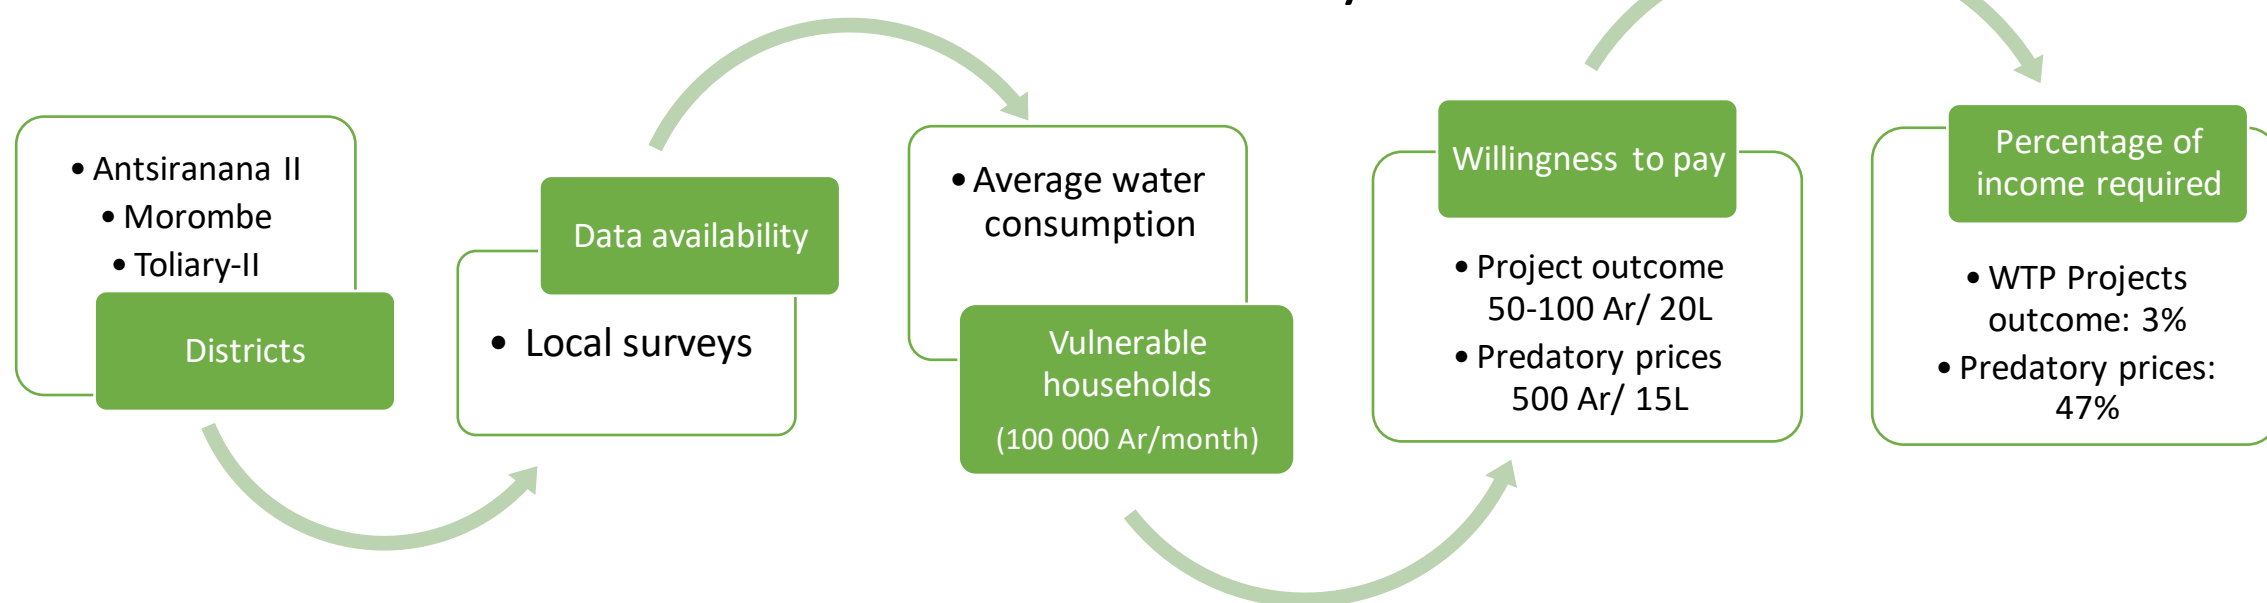 • Antsiranana II
• Morombe
• Toliary-II
Districts
Data availability
• Local surveys
• Average water
consumption
Vulnerable
households
(100 000 Ar/month)
Willingness to pay
• Project outcome
50-100 Ar/ 20L
• Predatory prices
500 Ar/ 15L
Percentage of
income required
• WTP Projects
outcome: 3%
• Predatory prices:
47%